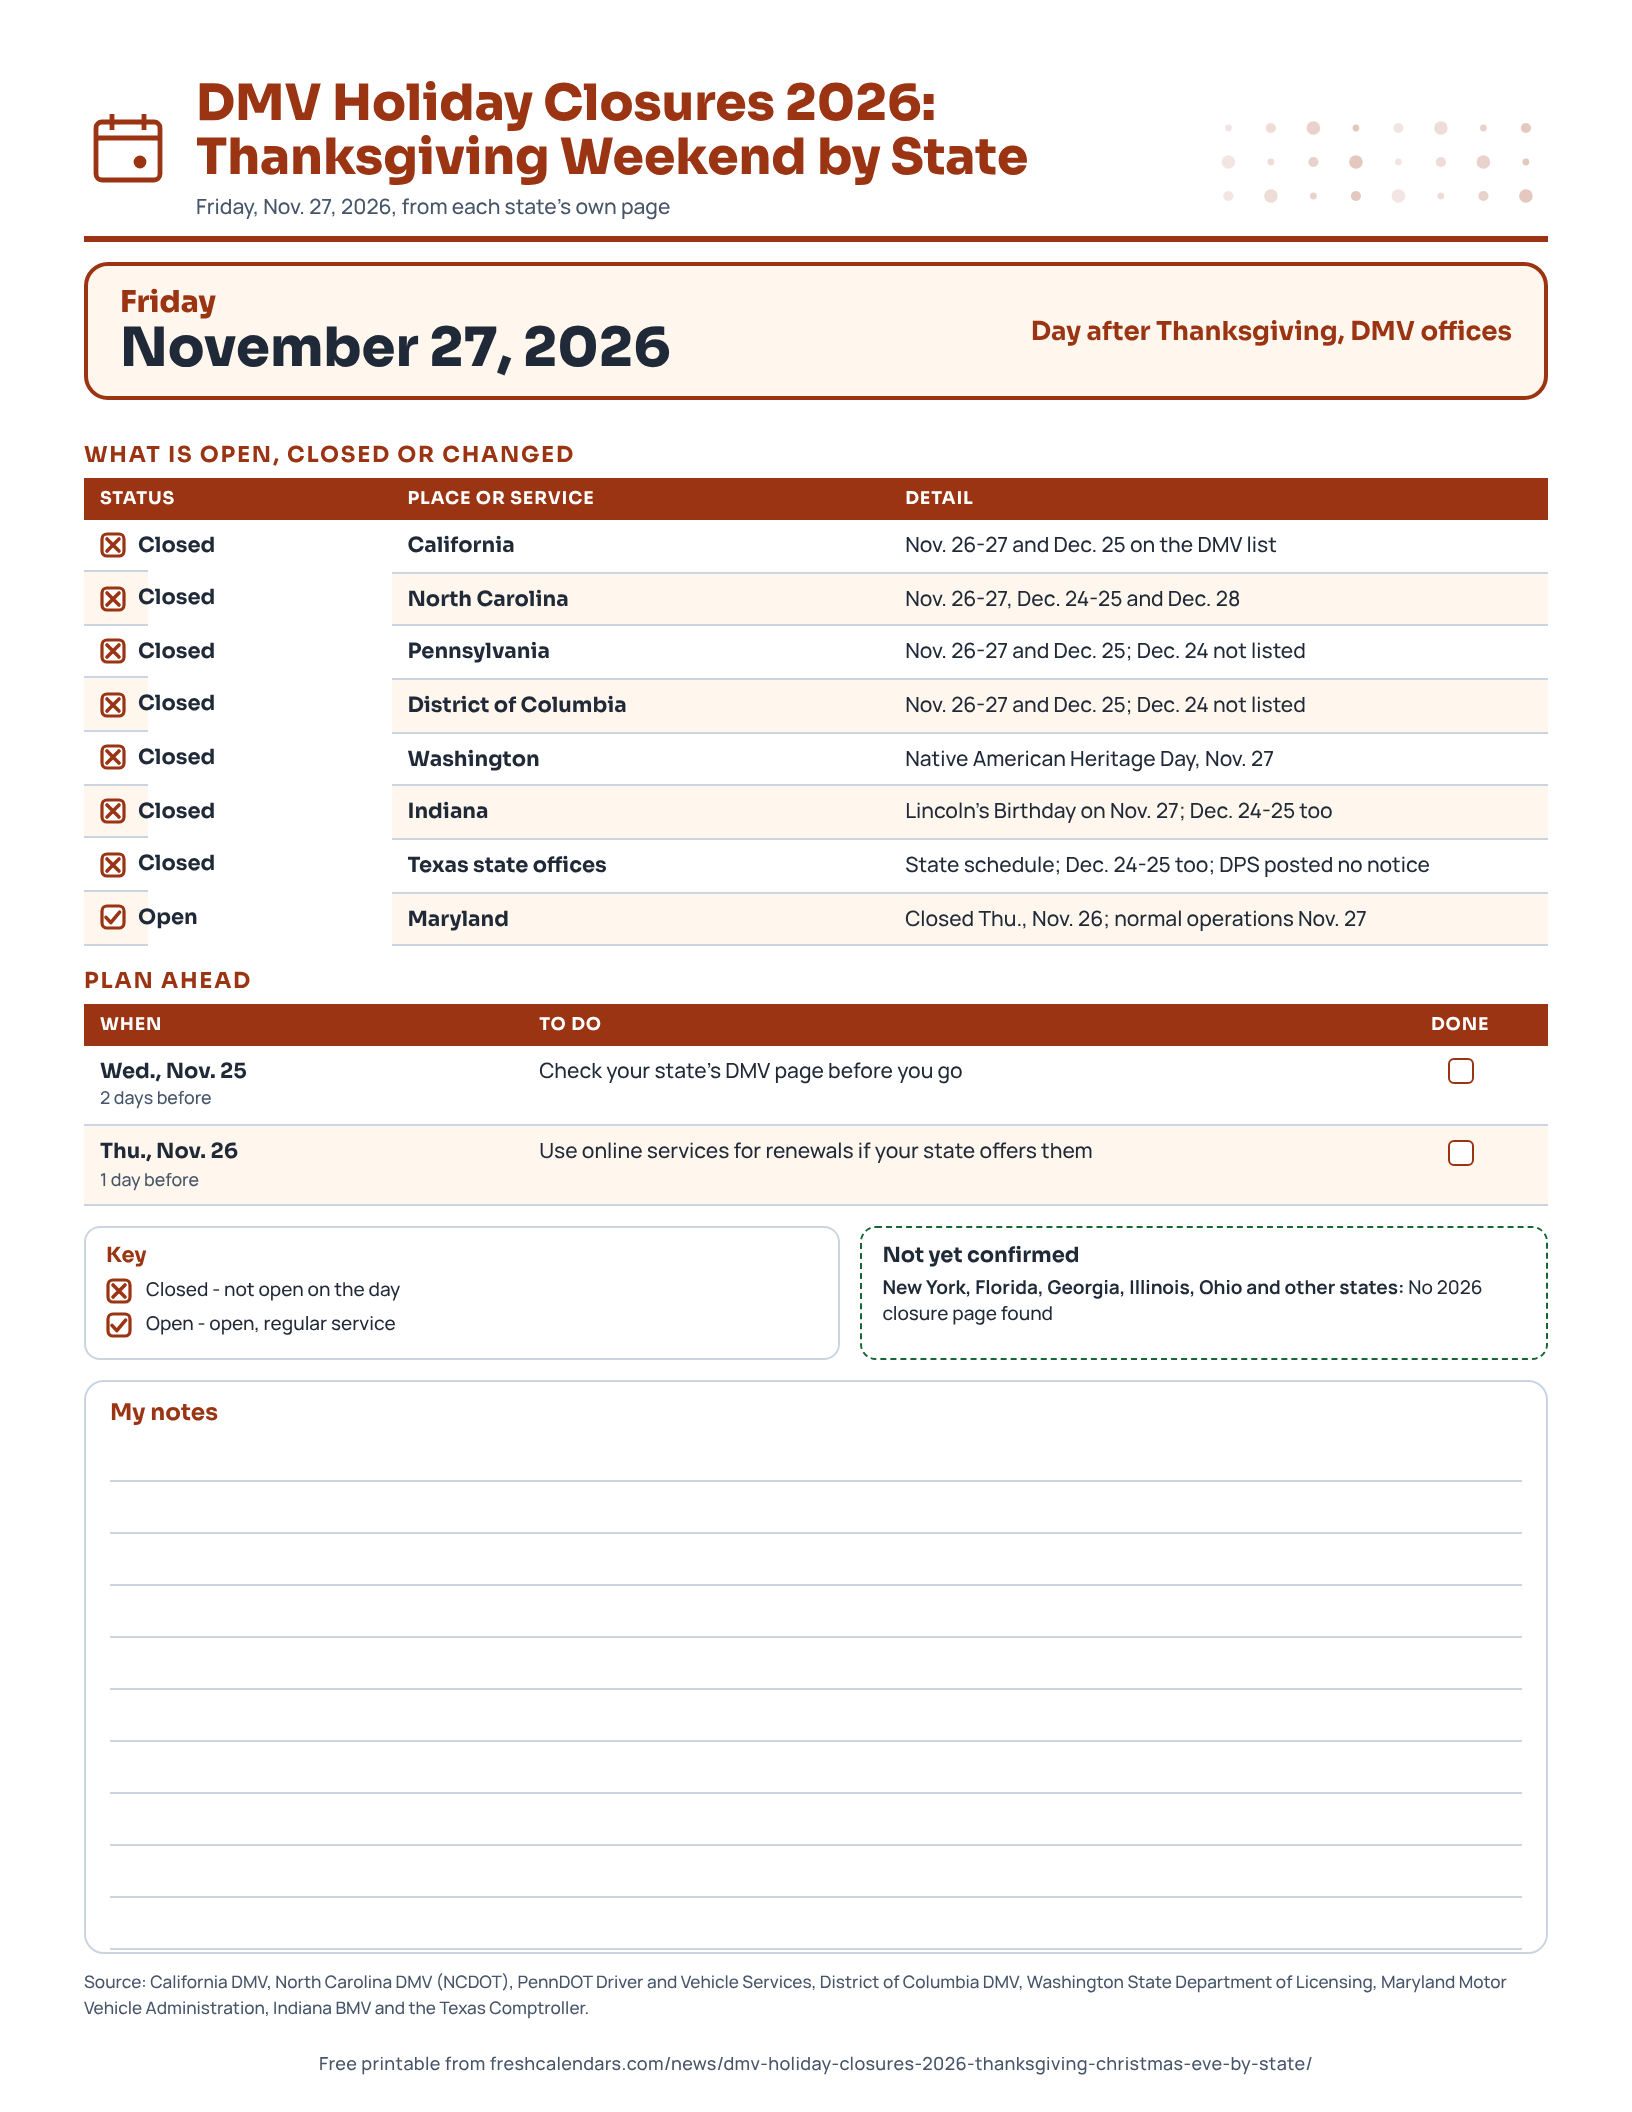 DMV Holiday Closures 2026:
Thanksgiving Weekend by State
Friday, Nov. 27, 2026, from each state's own page
Friday
November 27, 2026
Day after Thanksgiving, DMV offices
WHAT IS OPEN, CLOSED OR CHANGED
STATUS PLACE OR SERVICE DETAIL
Closed California Nov. 26-27 and Dec. 25 on the DMV list
Closed North Carolina Nov. 26-27, Dec. 24-25 and Dec. 28
Closed Pennsylvania Nov. 26-27 and Dec. 25; Dec. 24 not listed
Closed District of Columbia Nov. 26-27 and Dec. 25; Dec. 24 not listed
Closed Washington Native American Heritage Day, Nov. 27
Closed Indiana Lincoln's Birthday on Nov. 27; Dec. 24-25 too
Closed Texas state offices State schedule; Dec. 24-25 too; DPS posted no notice
Open Maryland Closed Thu., Nov. 26; normal operations Nov. 27
PLAN AHEAD
WHEN TO DO DONE
Wed., Nov. 25 Check your state's DMV page before you go
2 days before
Thu., Nov. 26 Use online services for renewals if your state offers them
1 day before
Key
Closed - not open on the day
Open - open, regular service
Not yet confirmed
New York, Florida, Georgia, Illinois, Ohio and other states: No 2026
closure page found
My notes
Source: California DMV, North Carolina DMV (NCDOT), PennDOT Driver and Vehicle Services, District of Columbia DMV, Washington State Department of Licensing, Maryland Motor
Vehicle Administration, Indiana BMV and the Texas Comptroller.
Free printable from freshcalendars.com/news/dmv-holiday-closures-2026-thanksgiving-christmas-eve-by-state/